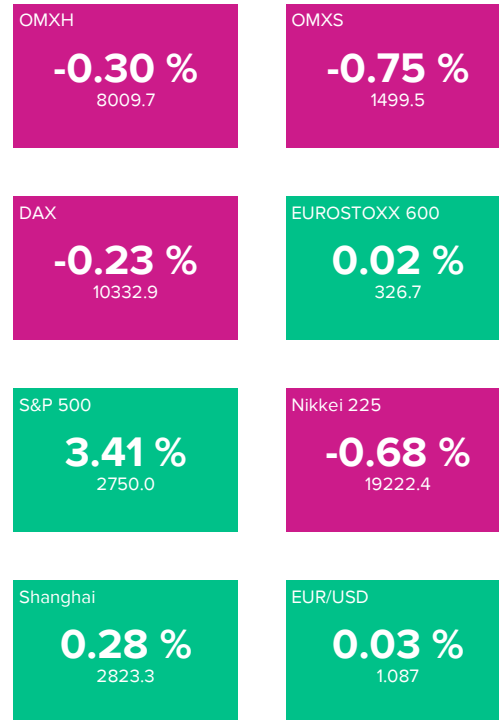 OMXH
-0.30 %
8009.7
OMXS
-0.75 %
1499.5
DAX
-0.23 %
10332.9
EUROSTOXX 600
0.02 %
326.7
S&P 500
3.41 %
2750.0
Nikkei 225
-0.68 %
19222.4
Shanghai
0.28 %
2823.3
EUR/USD
0.03 %
1.087